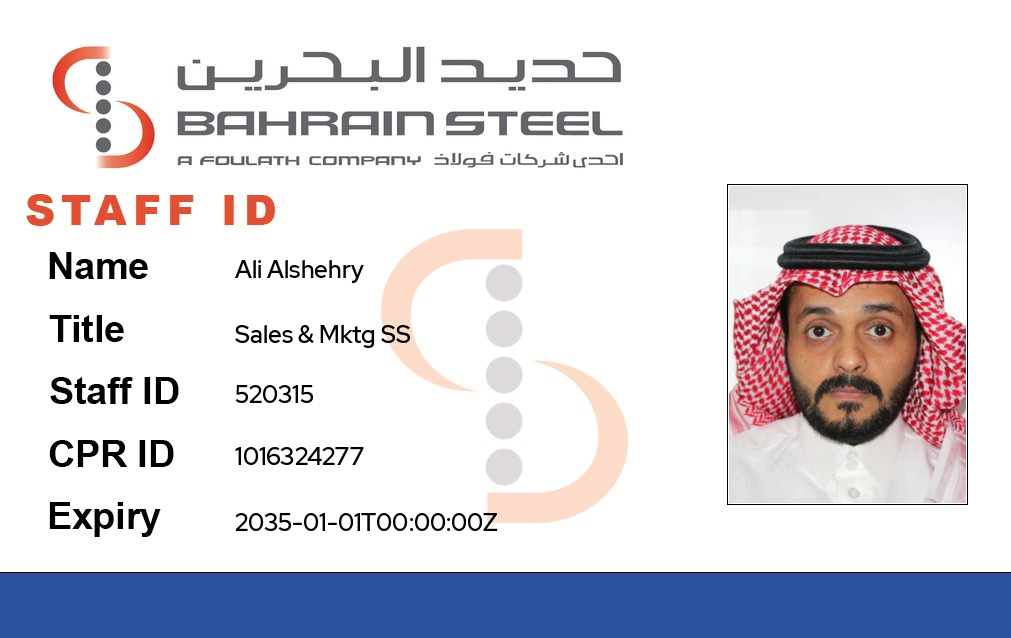 حديد البحرين
BAHRAIN STEEL
A FOULATH COMPANY احدى شركات فولاذ
STAFF ID
Name Ali Alshehry
Title Sales & Mktg SS
Staff ID 520315
CPR ID 1016324277
Expiry 2035-01-01T00:00:00Z